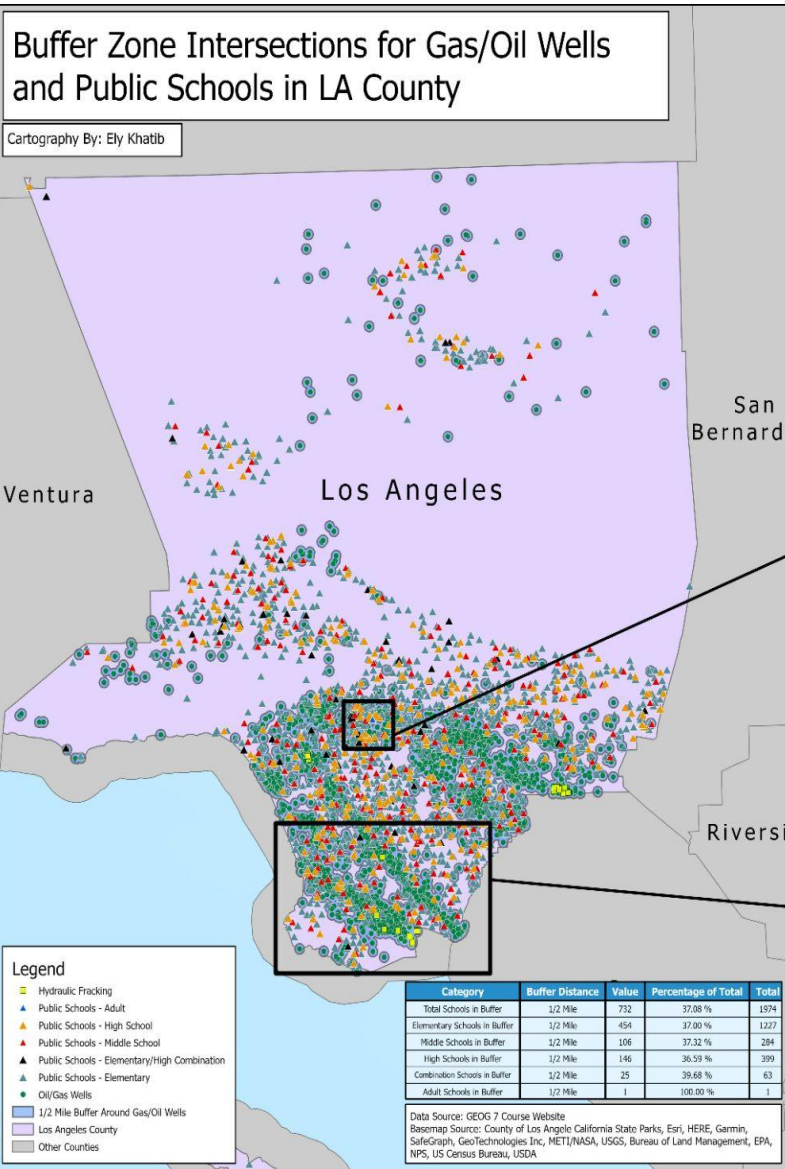 Buffer Zone Intersections for Gas/Oil Wells
and Public Schools in LA County
Cartography By: Ely Khatib
San
Bernard
Ventura
Los Angeles
Riversi
Legend
Hydraulic Fracking
Public Schools - Adult
Public Schools - High School
Public Schools - Middle School
Public Schools - Elementary/High Combination
Public Schools - Elementary
Oil/Gas Wells
1/2 Mile Buffer Around Gas/Oil Wells
Los Angeles County
Other Counties
Category Buffer Distance Value Percentage of Total Total
Total Schools in Buffer 1/2 Mile 732 37.08 % 1974
Elementary Schools in Buffer 1/2 Mile 454 37.00 % 1227
Middle Schools in Buffer 1/2 Mile 106 37.32 % 284
High Schools in Buffer 1/2 Mile 146 36.59 % 399
Combination Schools in Buffer 1/2 Mile 25 39.68 % 63
Adult Schools in Buffer 1/2 Mile 1 100.00 % 1
Data Source: GEOG 7 Course Website
Basemap Source: County of Los Angele California State Parks, Esri, HERE, Garmin,
SafeGraph, GeoTechnologies Inc, METI/NASA, USGS, Bureau of Land Management, EPA,
NPS, US Census Bureau, USDA